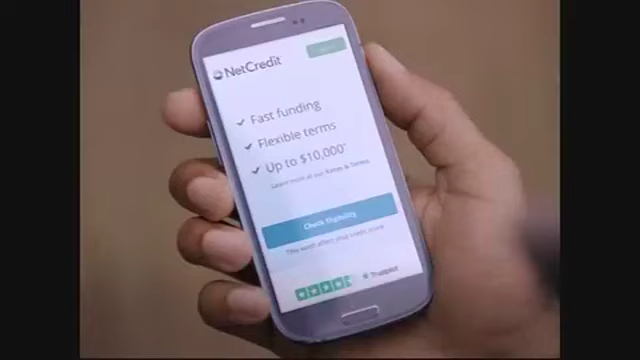 NetCredit
✓ Fast funding
✓ Flexible terms
✓ Up to $10,000*
Learn more at our Rates & Terms
Check Eligibility
This won't affect your credit score
Trustpilot